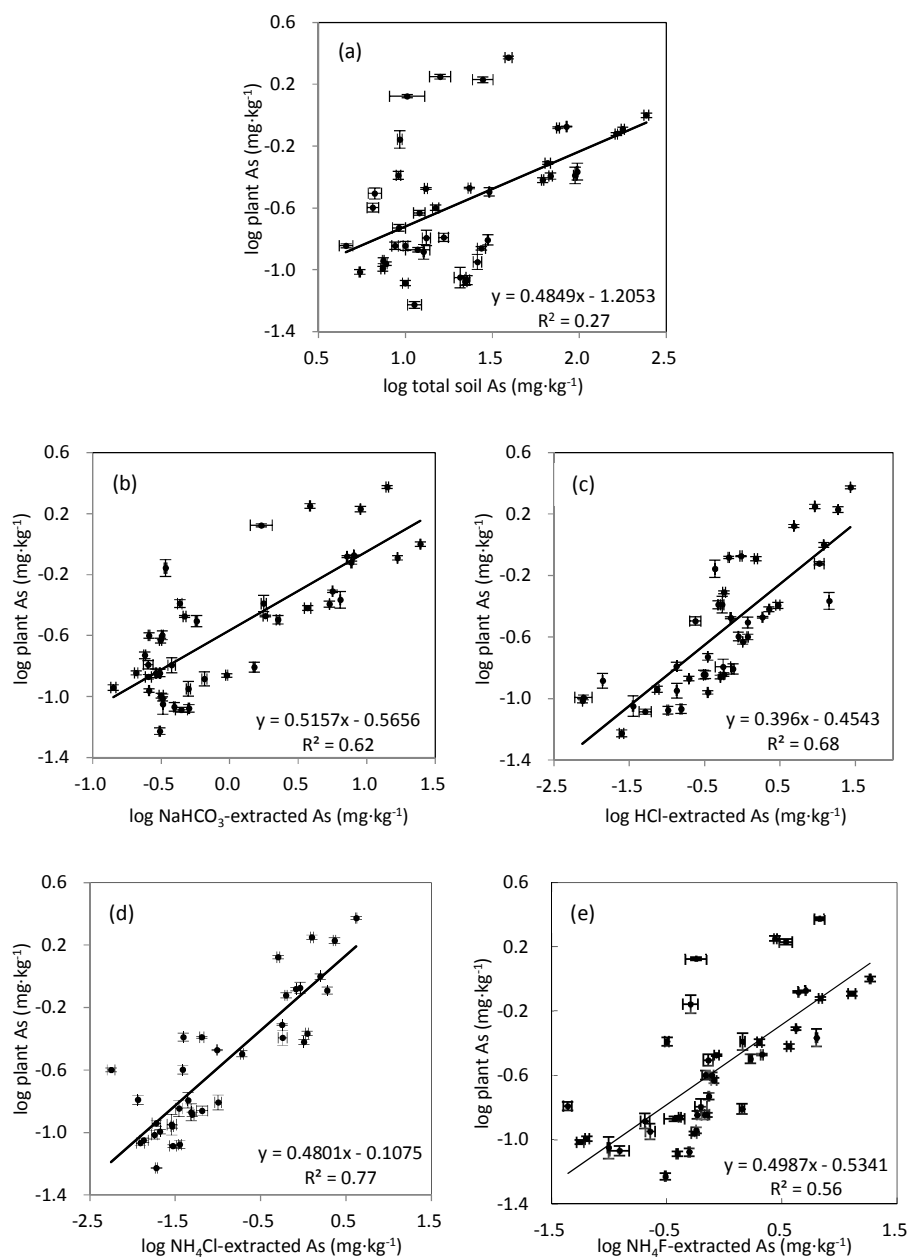 0.6
(a)
0.2
-0.2
-0.6
-1.0
-1.4
log plant As (mg·kg⁻¹)
y = 0.4849x - 1.2053
R² = 0.27
0.5 1.0 1.5 2.0 2.5
log total soil As (mg·kg⁻¹)
0.6
(b)
0.2
-0.2
-0.6
-1.0
-1.4
log plant As (mg·kg⁻¹)
y = 0.5157x - 0.5656
R² = 0.62
-1.0 -0.5 0.0 0.5 1.0 1.5
log NaHCO₃-extracted As (mg·kg⁻¹)
0.6
(c)
0.2
-0.2
-0.6
-1.0
-1.4
log plant As (mg·kg⁻¹)
y = 0.396x - 0.4543
R² = 0.68
-2.5 -1.5 -0.5 0.5 1.5
log HCl-extracted As (mg·kg⁻¹)
0.6
(d)
0.2
-0.2
-0.6
-1.0
-1.4
log plant As (mg·kg⁻¹)
y = 0.4801x - 0.1075
R² = 0.77
-2.5 -1.5 -0.5 0.5 1.5
log NH₄Cl-extracted As (mg·kg⁻¹)
0.6
(e)
0.2
-0.2
-0.6
-1.0
-1.4
log plant As (mg·kg⁻¹)
y = 0.4987x - 0.5341
R² = 0.56
-1.5 -0.5 0.5 1.5
log NH₄F-extracted As (mg·kg⁻¹)